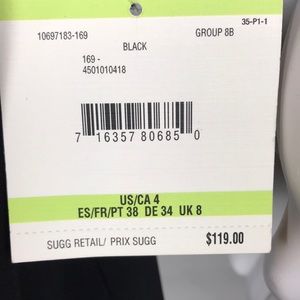 35-P1-1
10697183-169 GROUP 8B
BLACK
169 -
4501010418
7 16357 80685 0
US/CA 4
ES/FR/PT 38 DE 34 UK 8
SUGG RETAIL/ PRIX SUGG $119.00